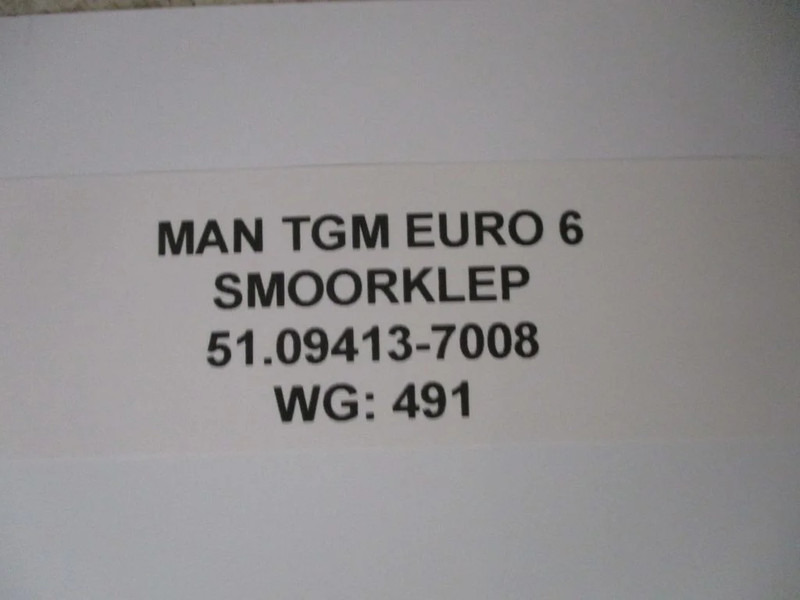 MAN TGM EURO 6
SMOORKLEP
51.09413-7008
WG: 491